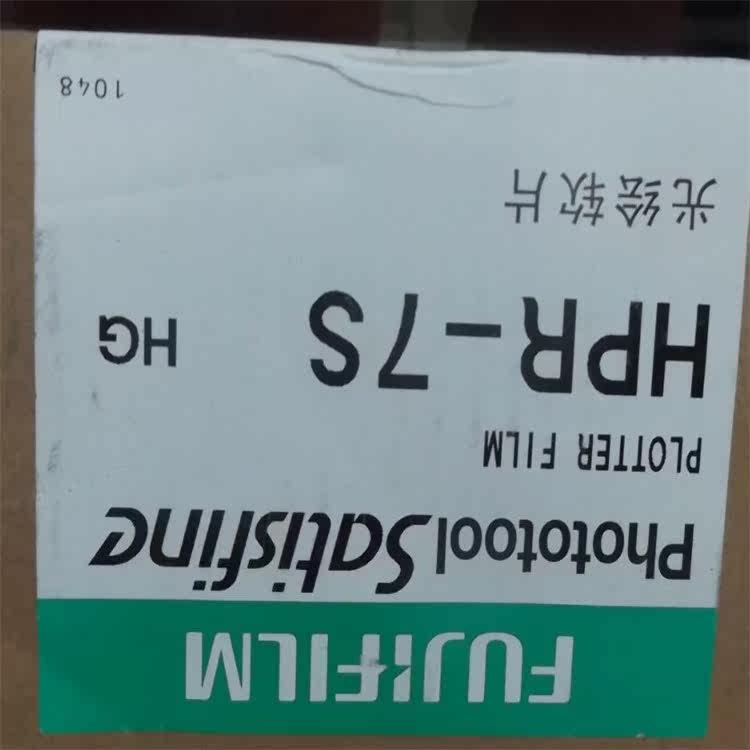 FUJIFILM
Phototool Satisfine
PLOTTER FILM
HPR-7S HG
光绘软片
1048